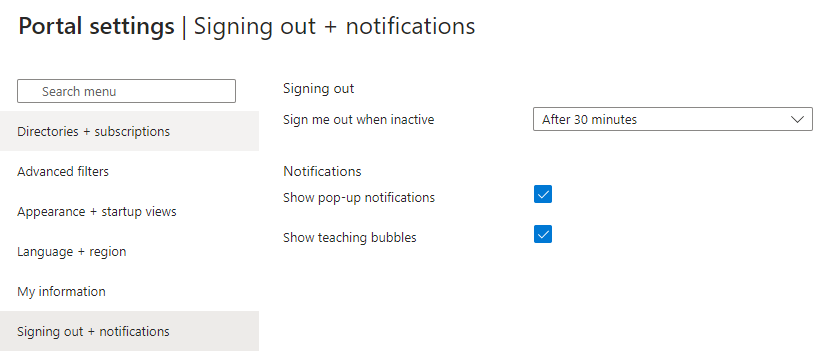 Portal settings | Signing out + notifications
Search menu
Directories + subscriptions
Advanced filters
Appearance + startup views
Language + region
My information
Signing out + notifications
Signing out
Sign me out when inactive
After 30 minutes
Notifications
Show pop-up notifications
Show teaching bubbles